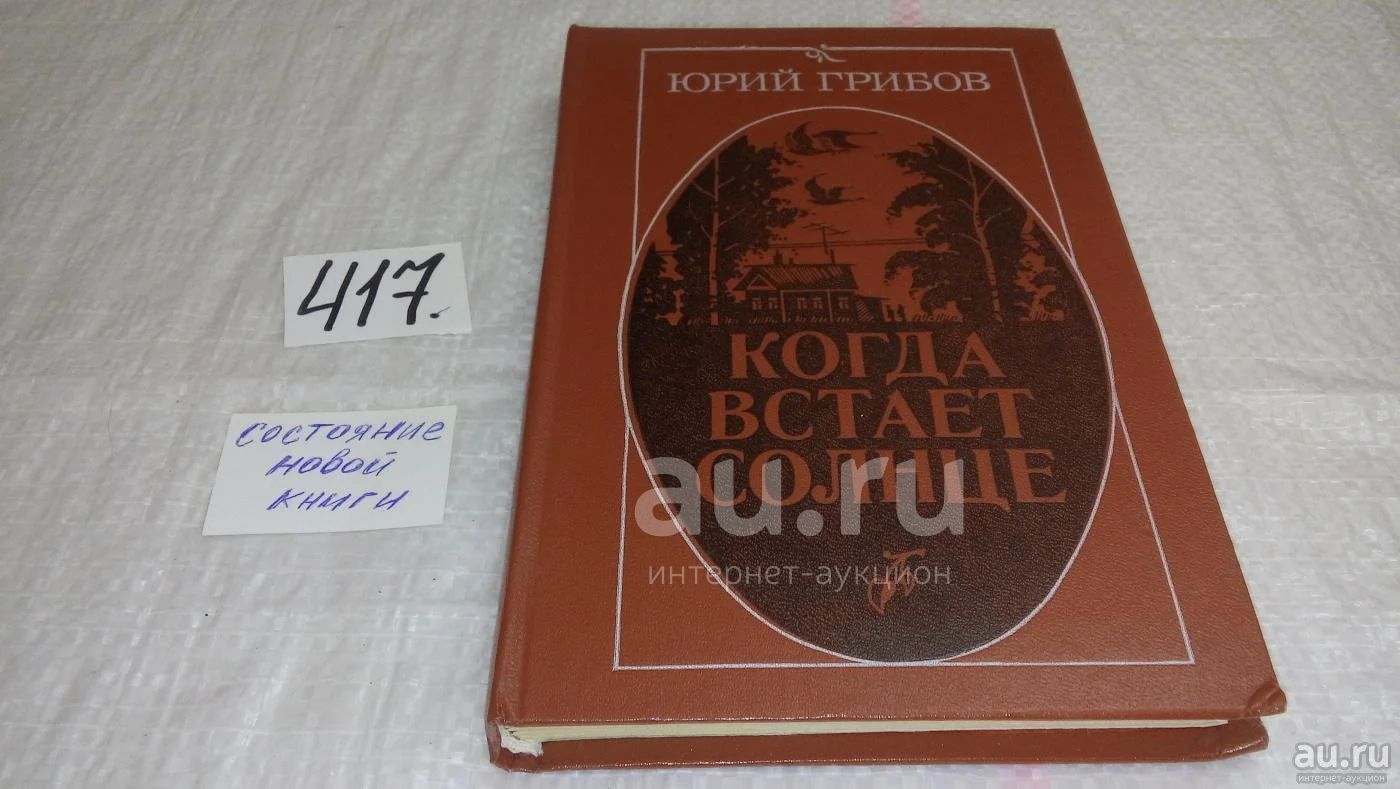 ЮРИЙ ГРИБОВ
КОГДА
ВСТАЕТ
СОЛНЦЕ
417.
состояние
новой
книги
au.ru
интернет-аукцион
au.ru
интернет-аукцион